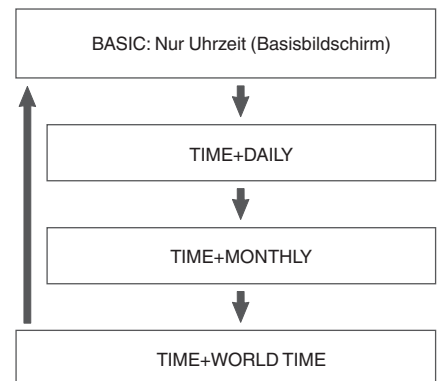 BASIC: Nur Uhrzeit (Basisbildschirm)
TIME+DAILY
TIME+MONTHLY
TIME+WORLD TIME